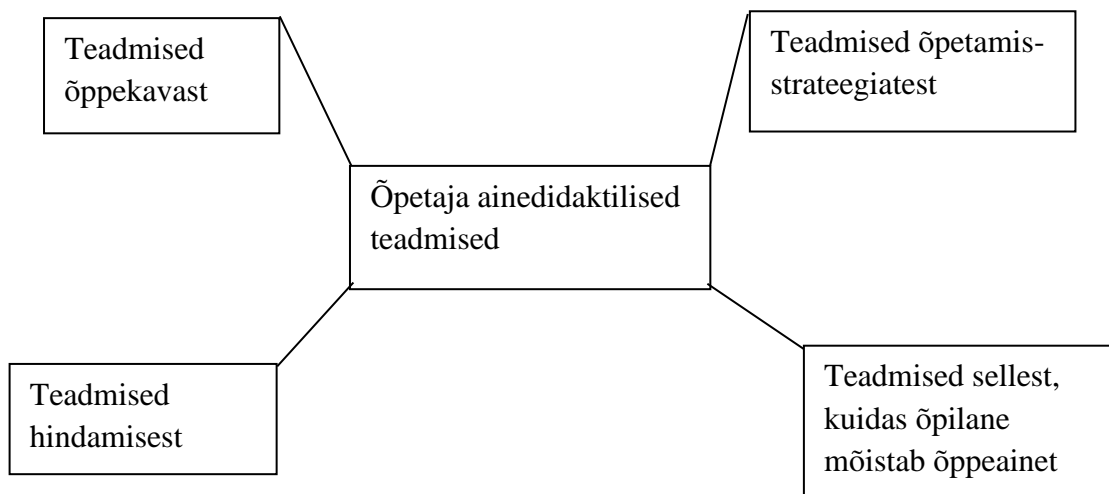 Teadmised
õppekavast
Teadmised õpetamis-
strateegiatest
Õpetaja ainedidaktilised
teadmised
Teadmised
hindamisest
Teadmised sellest,
kuidas õpilane
mõistab õppeainet